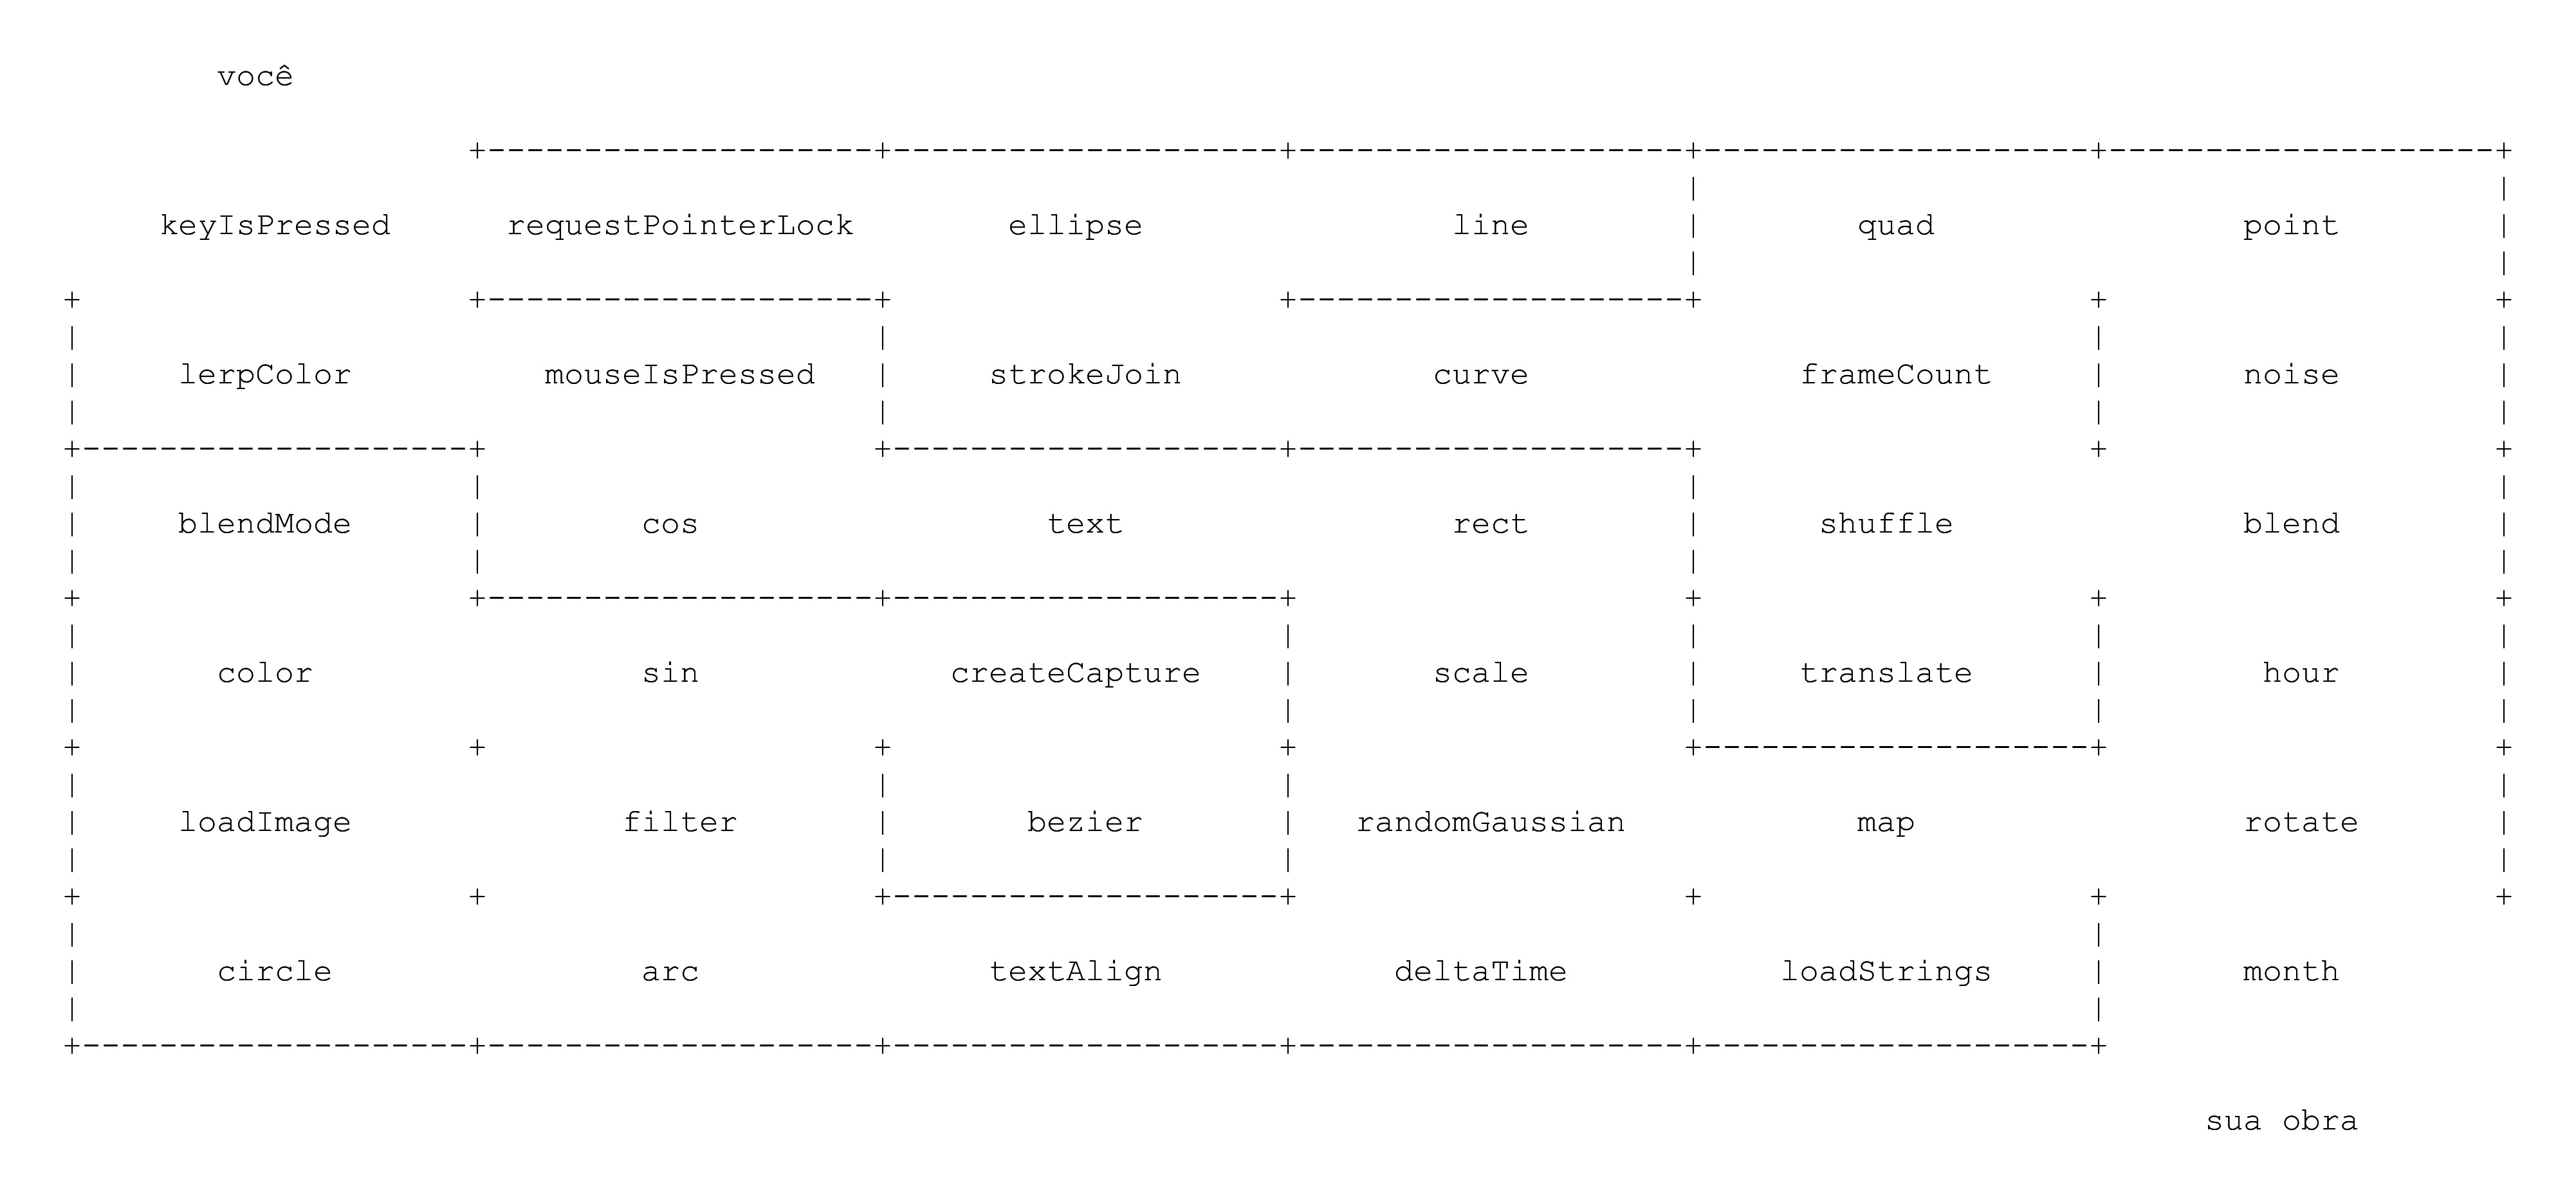 você
keyIsPressed requestPointerLock ellipse line quad point
lerpColor mouseIsPressed strokeJoin curve frameCount noise
blendMode cos text rect shuffle blend
color sin createCapture scale translate hour
loadImage filter bezier randomGaussian map rotate
circle arc textAlign deltaTime loadStrings month
sua obra